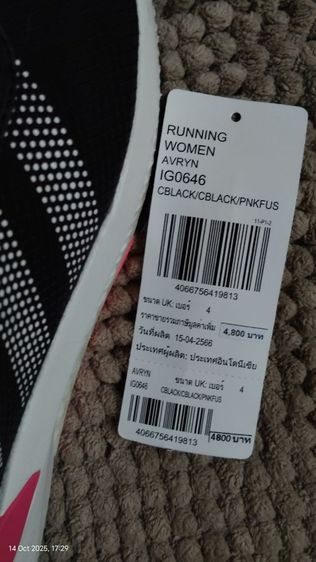 RUNNING
WOMEN
AVRYN
IG0646
CBLACK/CBLACK/PNKFUS
11-P1-2
4066756419813
ขนาด UK: เบอร์ 4
ราคาขายรวมภาษีมูลค่าเพิ่ม 4,800 บาท
วันที่ผลิต 15-04-2566
ประเทศผู้ผลิต: ประเทศอินโดนีเซีย
AVRYN
IG0646 ขนาด UK: เบอร์ 4
CBLACK/CBLACK/PNKFUS
4066756419813
4800 บาท
14 Oct 2025, 17:29